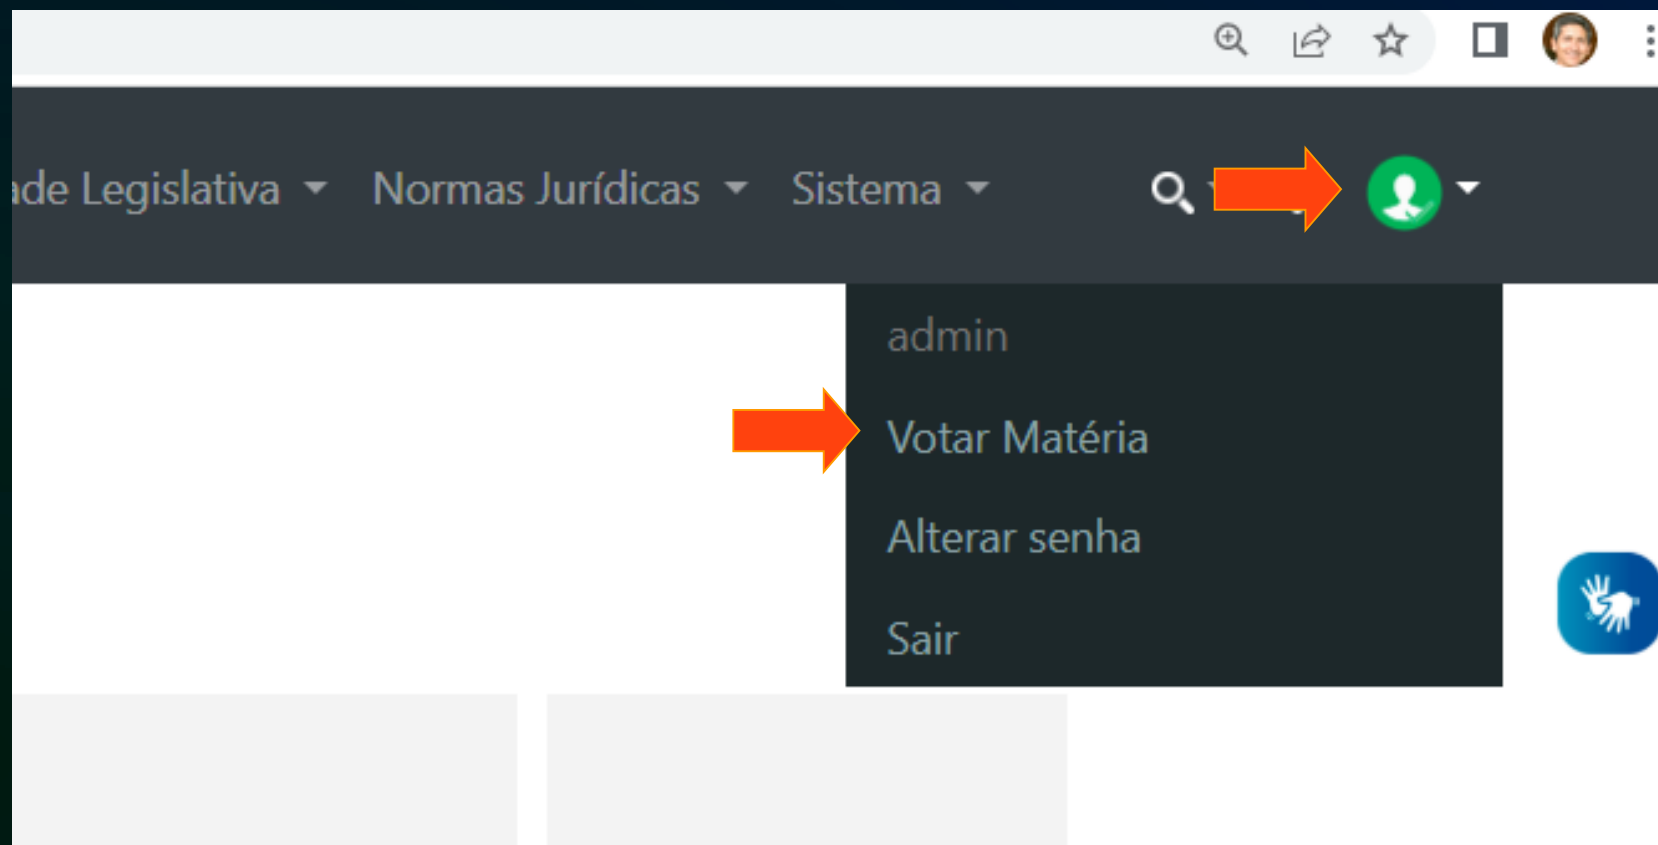 ade Legislativa Normas Jurídicas Sistema
admin
Votar Matéria
Alterar senha
Sair